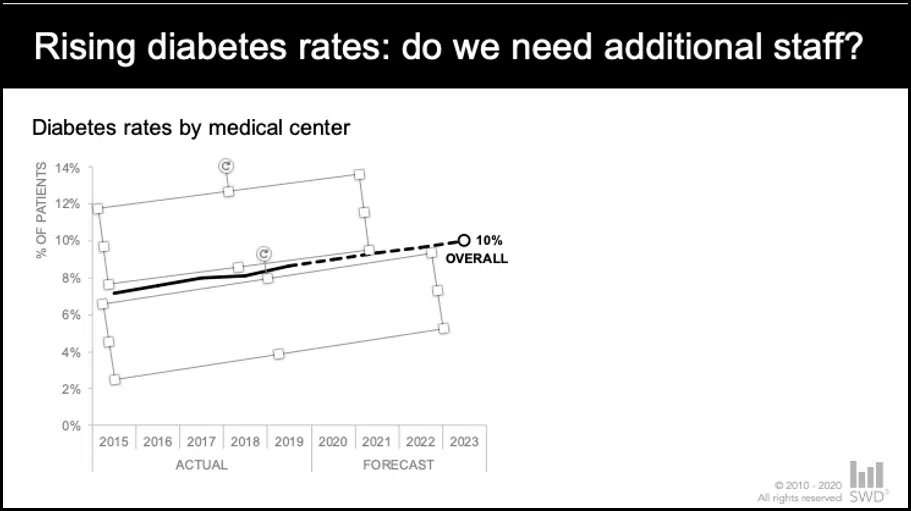 Rising diabetes rates: do we need additional staff?
Diabetes rates by medical center
% OF PATIENTS
14%
12%
10%
8%
6%
4%
2%
0%
10%
OVERALL
2015 2016 2017 2018 2019 2020 2021 2022 2023
ACTUAL FORECAST
© 2010 - 2020
All rights reserved
SWD®